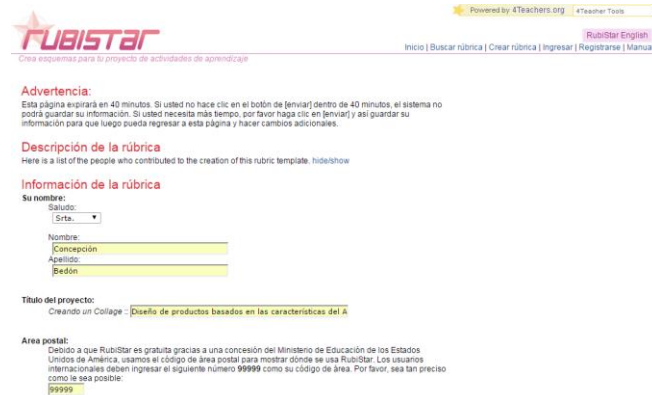 Powered by 4Teachers.org
4Teacher Tools
RUBISTAR
RubiStar English
Inicio | Buscar rúbrica | Crear rúbrica | Ingresar | Registrarse | Manua
Crea esquemas para tu proyecto de actividades de aprendizaje
Advertencia:
Esta página expirará en 40 minutos. Si usted no hace clic en el botón de [enviar] dentro de 40 minutos, el sistema no
podrá guardar su información. Si usted necesita más tiempo, por favor haga clic en [enviar] y así guardar su
información para que luego pueda regresar a esta página y hacer cambios adicionales.
Descripción de la rúbrica
Here is a list of the people who contributed to the creation of this rubric template. hide/show
Información de la rúbrica
Su nombre:
Saludo:
Srta.
Nombre:
Concepción
Apellido:
Bedón
Título del proyecto:
Creando un Collage :: Diseño de productos basados en las características del A
Area postal:
Debido a que RubiStar es gratuita gracias a una concesión del Ministerio de Educación de los Estados
Unidos de América, usamos el código de área postal para mostrar dónde se usa RubiStar. Los usuarios
internacionales deben ingresar el siguiente número 99999 como su código de área. Por favor, sea tan preciso
como le sea posible:
99999